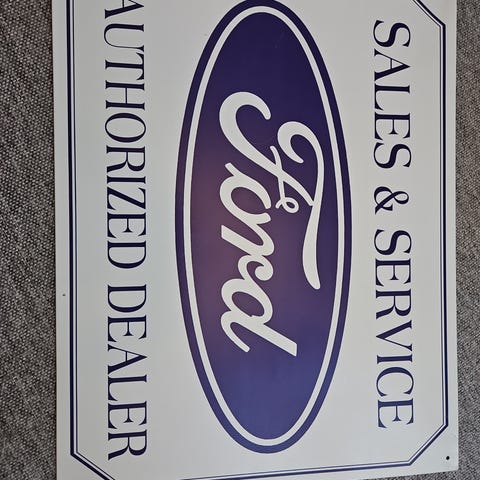 SALES & SERVICE
Ford
AUTHORIZED DEALER